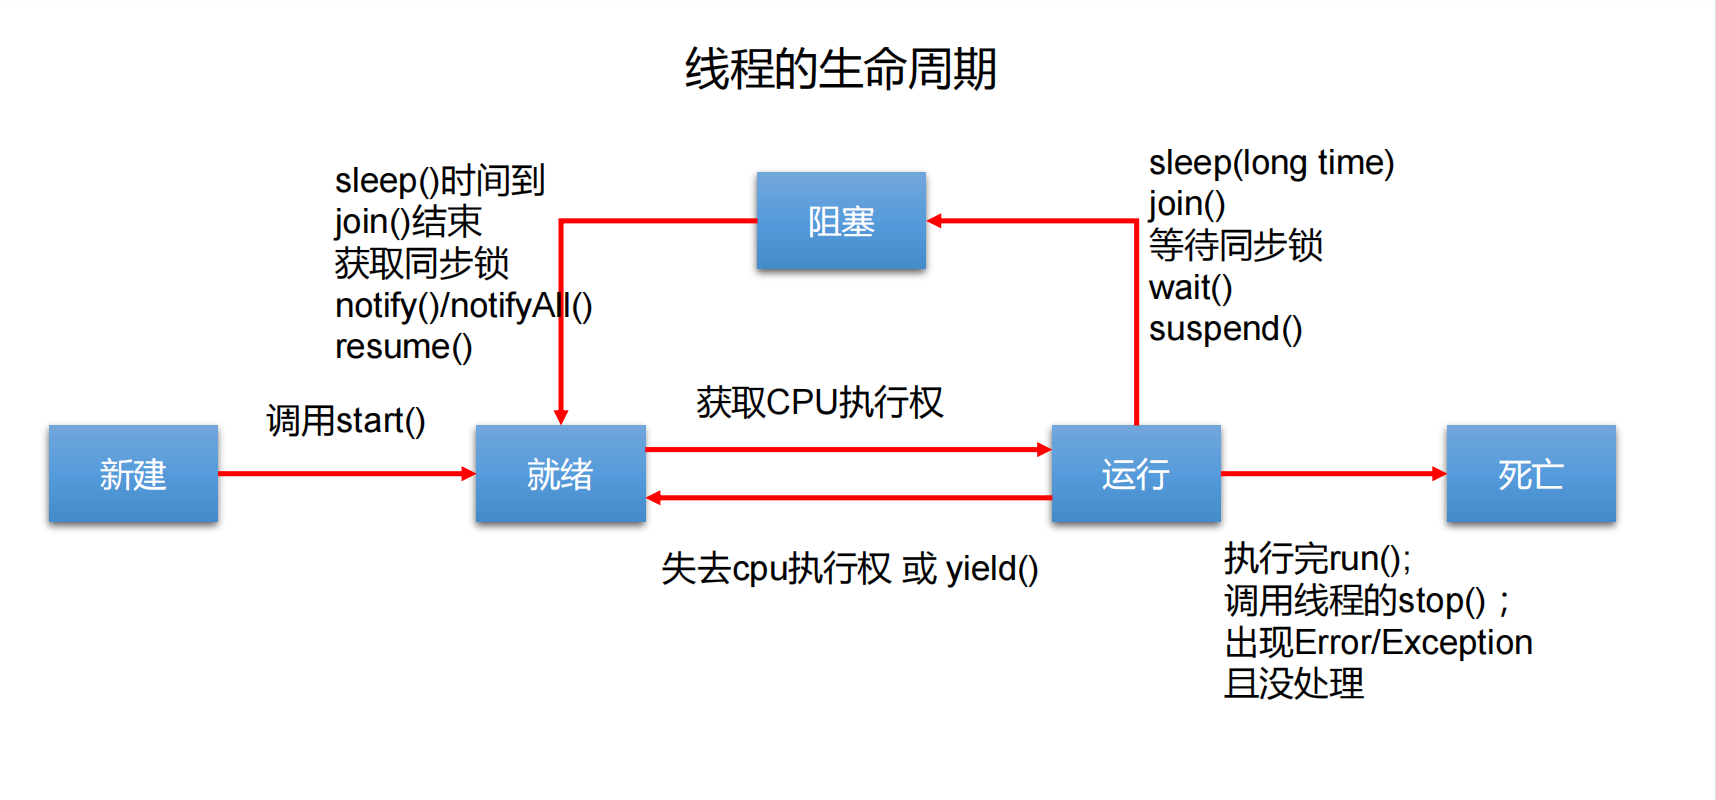 线程的生命周期
sleep()时间到
join()结束
获取同步锁
notify()/notifyAll()
resume()
阻塞
sleep(long time)
join()
等待同步锁
wait()
suspend()
调用start()
获取CPU执行权
新建
就绪
运行
死亡
失去cpu执行权 或 yield()
执行完run();
调用线程的stop()；
出现Error/Exception
且没处理